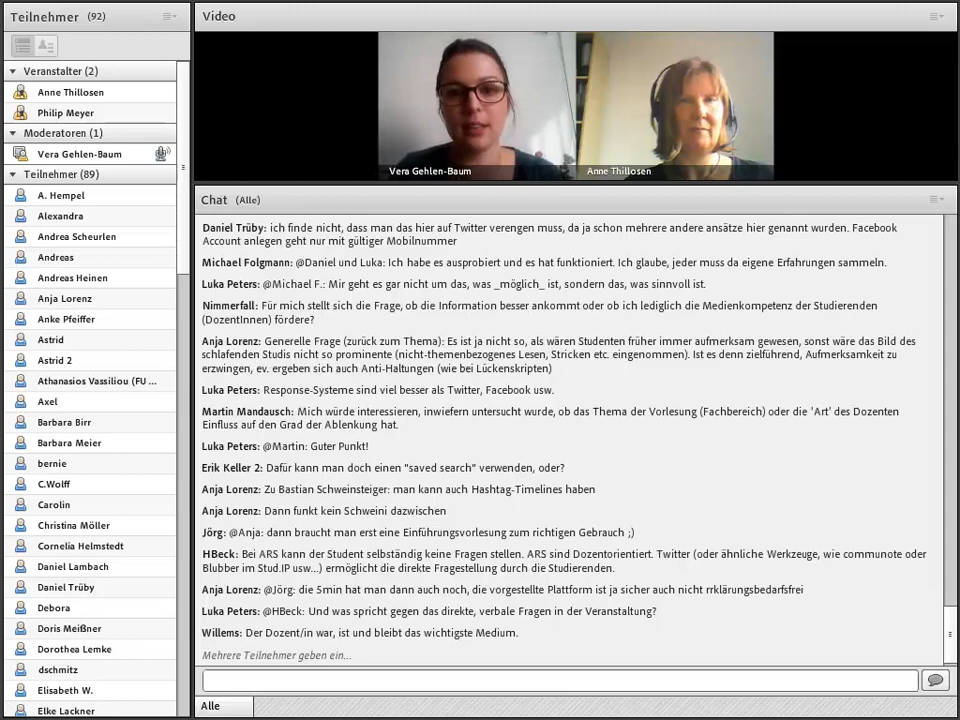 Teilnehmer (92)
Veranstalter (2)
Anne Thillosen
Philip Meyer
Moderatoren (1)
Vera Gehlen-Baum
Teilnehmer (89)
A. Hempel
Alexandra
Andrea Scheurlen
Andreas
Andreas Heinen
Anja Lorenz
Anke Pfeiffer
Astrid
Astrid 2
Athanasios Vassiliou (FU ...
Axel
Barbara Birr
Barbara Meier
bernie
C.Wolff
Carolin
Christina Möller
Cornelia Helmstedt
Daniel Lambach
Daniel Trüby
Debora
Doris Meißner
Dorothea Lemke
dschmitz
Elisabeth W.
Elke Lackner
Video
Vera Gehlen-Baum
Anne Thillosen
Chat (Alle)
Daniel Trüby: ich finde nicht, dass man das hier auf Twitter verengen muss, da ja schon mehrere andere ansätze hier genannt wurden. Facebook
Account anlegen geht nur mit gültiger Mobilnummer
Michael Folgmann: @Daniel und Luka: Ich habe es ausprobiert und es hat funktioniert. Ich glaube, jeder muss da eigene Erfahrungen sammeln.
Luka Peters: @Michael F.: Mir geht es gar nicht um das, was _möglich_ ist, sondern das, was sinnvoll ist.
Nimmerfall: Für mich stellt sich die Frage, ob die Information besser ankommt oder ob ich lediglich die Medienkompetenz der Studierenden
(DozentInnen) fördere?
Anja Lorenz: Generelle Frage (zurück zum Thema): Es ist ja nicht so, als wären Studenten früher immer aufmerksam gewesen, sonst wäre das Bild des
schlafenden Studis nicht so prominente (nicht-themenbezogenes Lesen, Stricken etc. eingenommen). Ist es denn zielführend, Aufmerksamkeit zu
erzwingen, ev. ergeben sich auch Anti-Haltungen (wie bei Lückenskripten)
Luka Peters: Response-Systeme sind viel besser als Twitter, Facebook usw.
Martin Mandausch: Mich würde interessieren, inwiefern untersucht wurde, ob das Thema der Vorlesung (Fachbereich) oder die 'Art' des Dozenten
Einfluss auf den Grad der Ablenkung hat.
Luka Peters: @Martin: Guter Punkt!
Erik Keller 2: Dafür kann man doch einen "saved search" verwenden, oder?
Anja Lorenz: Zu Bastian Schweinsteiger: man kann auch Hashtag-Timelines haben
Anja Lorenz: Dann funkt kein Schweini dazwischen
Jörg: @Anja: dann braucht man erst eine Einführungsvorlesung zum richtigen Gebrauch ;)
HBeck: Bei ARS kann der Student selbständig keine Fragen stellen. ARS sind Dozentorientiert. Twitter (oder ähnliche Werkzeuge, wie communote oder
Blubber im Stud.IP usw...) ermöglicht die direkte Fragestellung durch die Studierenden.
Anja Lorenz: @Jörg: die 5min hat man dann auch noch, die vorgestellte Plattform ist ja sicher auch nicht rrklärungsbedarfsfrei
Luka Peters: @HBeck: Und was spricht gegen das direkte, verbale Fragen in der Veranstaltung?
Willems: Der Dozent/in war, ist und bleibt das wichtigste Medium.
Mehrere Teilnehmer geben ein...
Alle